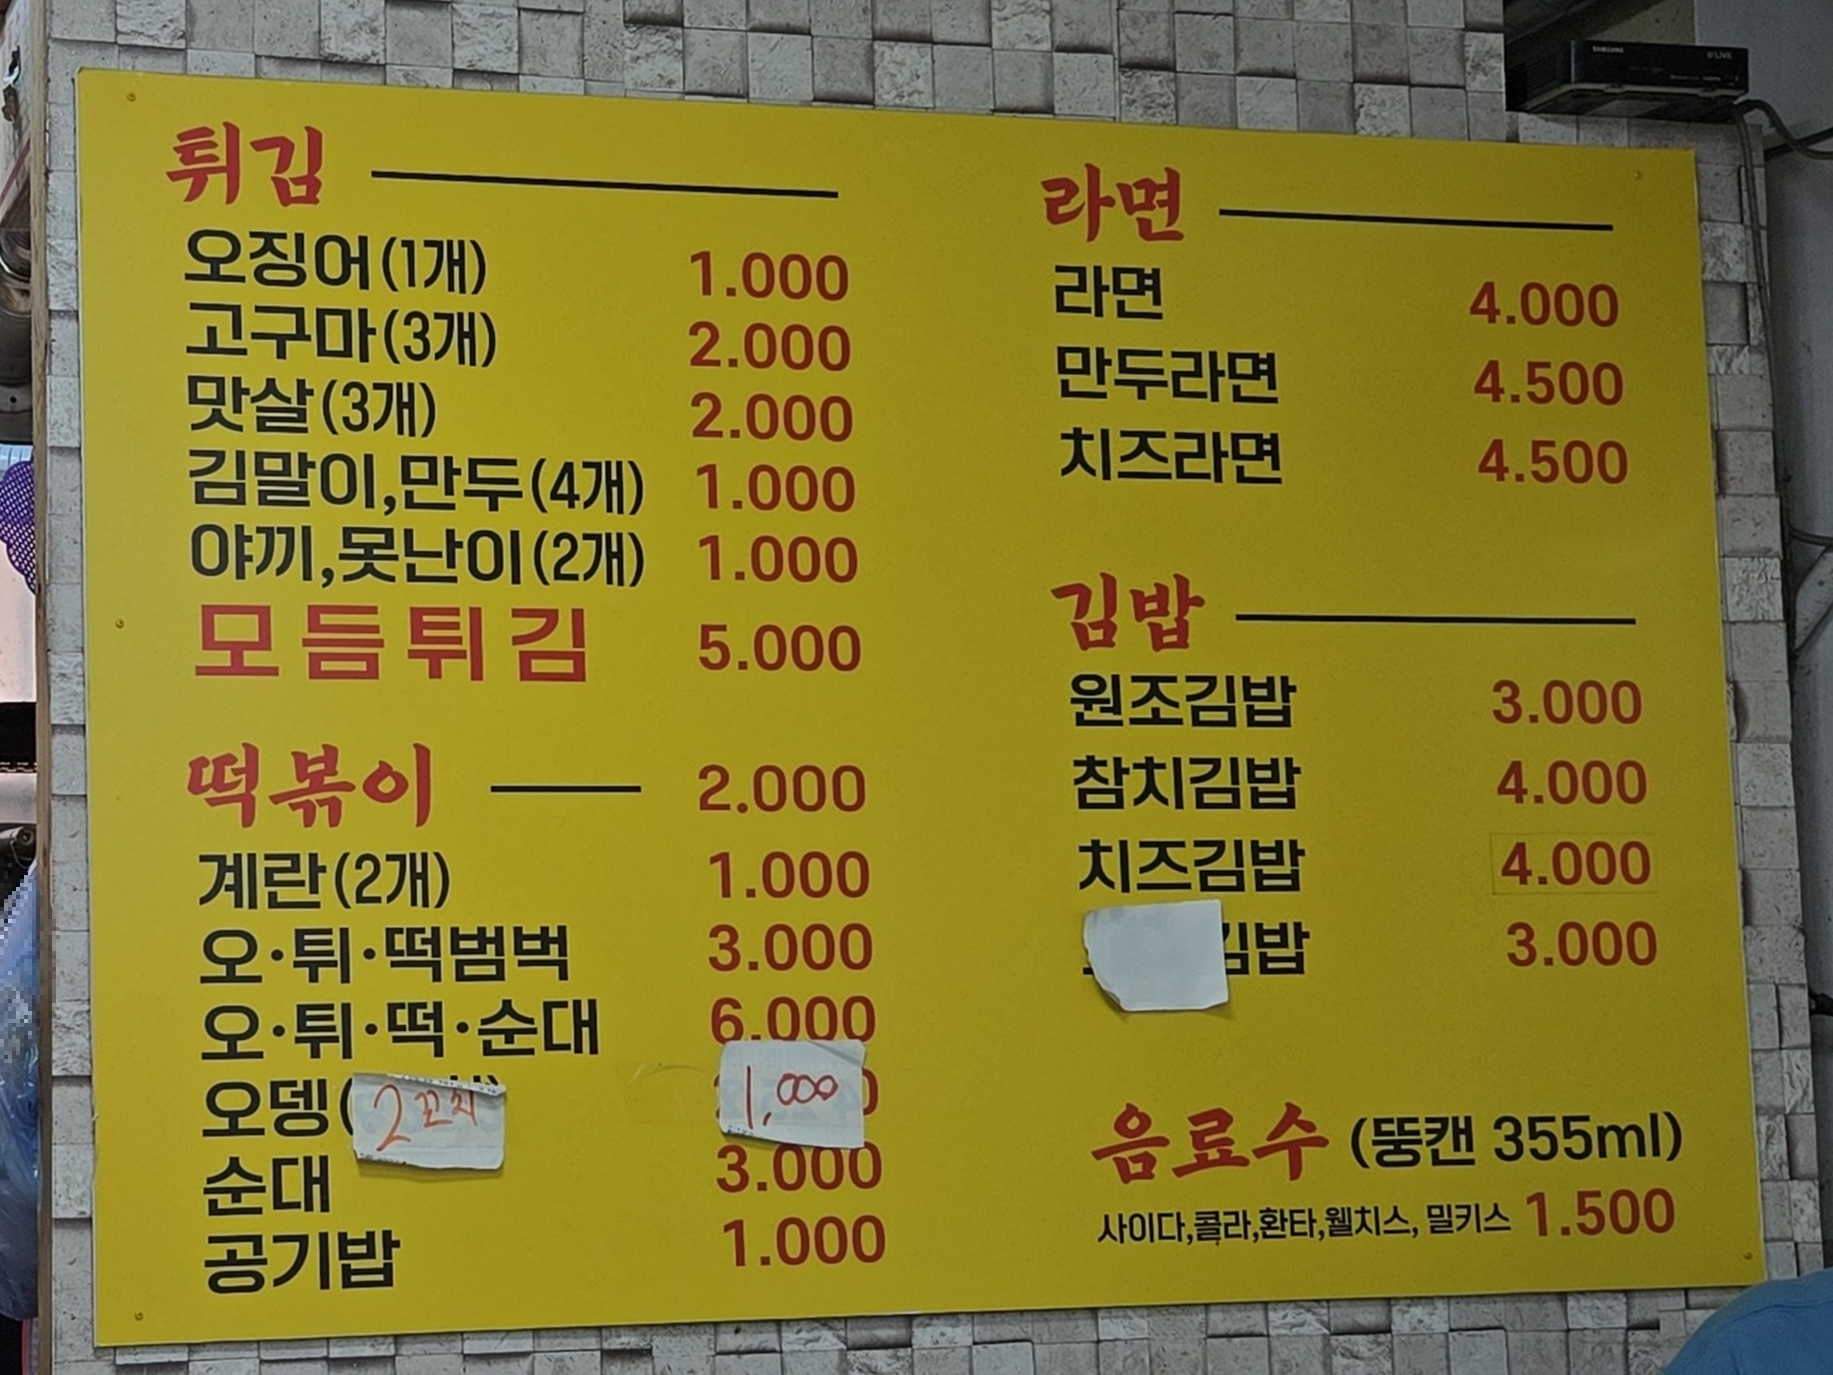 튀김
오징어(1개) 1.000
고구마(3개) 2.000
맛살(3개) 2.000
김말이,만두(4개) 1.000
야끼,못난이(2개) 1.000
모듬튀김 5.000
떡볶이 2.000
계란(2개) 1.000
오·튀·떡범벅 3.000
오·튀·떡·순대 6.000
오뎅( 2꼬치 1,000
순대 3.000
공기밥 1.000
라면
라면 4.000
만두라면 4.500
치즈라면 4.500
김밥
원조김밥 3.000
참치김밥 4.000
치즈김밥 4.000
김밥 3.000
음료수 (뚱캔 355ml)
사이다,콜라,환타,웰치스, 밀키스 1.500
SAMSUNG
D'LIVE